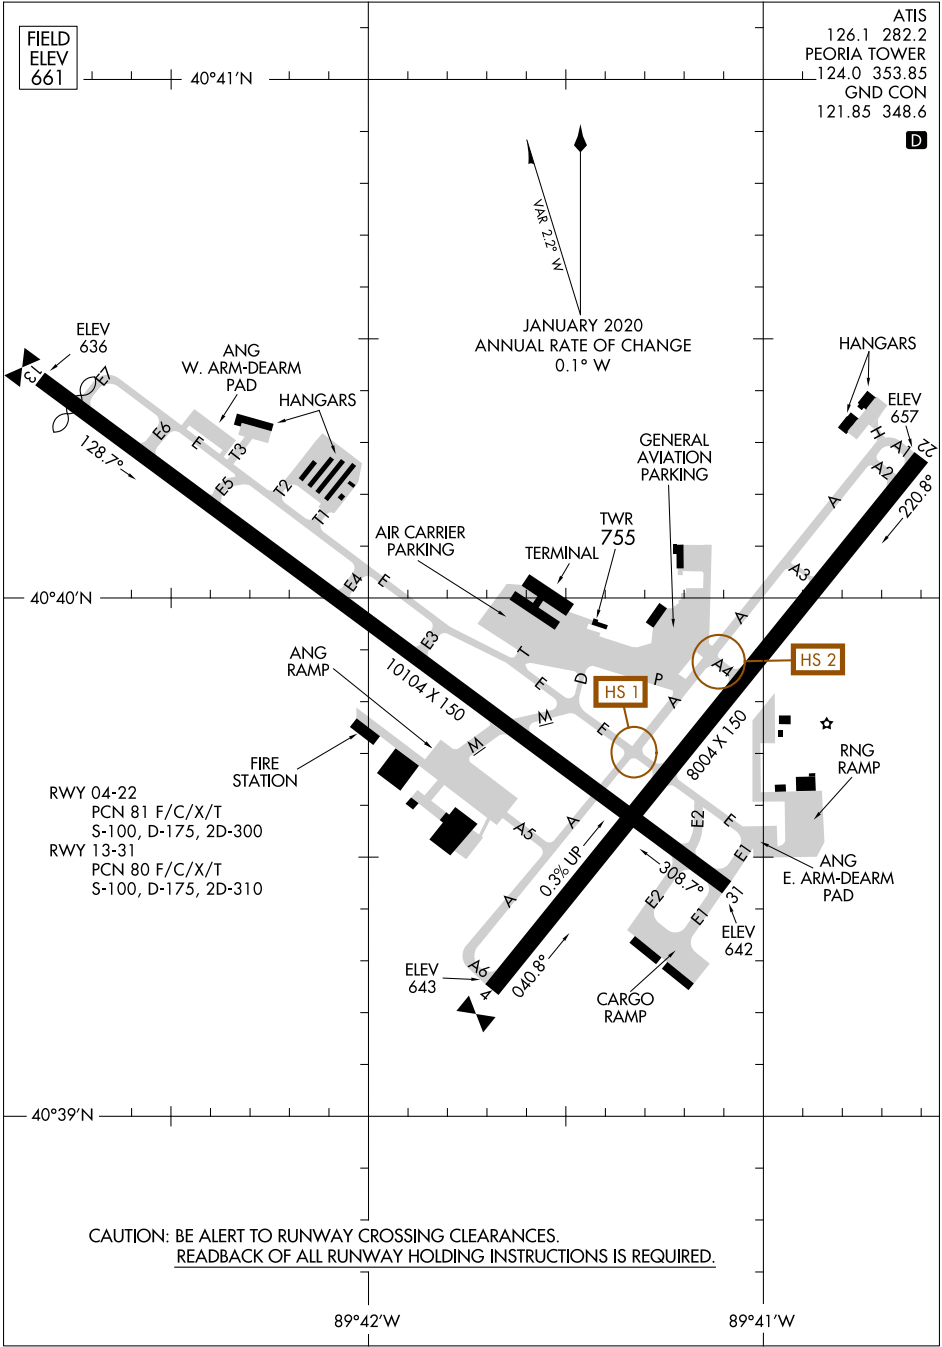 FIELD
ELEV
661
ATIS
126.1 282.2
PEORIA TOWER
124.0 353.85
GND CON
121.85 348.6
D
40°41'N
VAR 2.2° W
JANUARY 2020
ANNUAL RATE OF CHANGE
0.1° W
ELEV
636
ANG
W. ARM-DEARM
PAD
HANGARS
HANGARS
ELEV
657
13
E7
E6
E
T3
E5
T2
T1
128.7°
H
A1
A2
22
220.8°
A
GENERAL
AVIATION
PARKING
TWR
755
AIR CARRIER
PARKING
TERMINAL
A3
E4
E
40°40'N
A
E3
T
ANG
RAMP
10104 X 150
E
D
P
A4
HS 2
HS 1
A
M
M
E
8004 X 150
FIRE
STATION
RNG
RAMP
RWY 04-22
PCN 81 F/C/X/T
S-100, D-175, 2D-300
RWY 13-31
PCN 80 F/C/X/T
S-100, D-175, 2D-310
A5
A
E2
E
E1
0.3% UP
308.7°
ANG
E. ARM-DEARM
PAD
A
E2
31
E1
ELEV
642
ELEV
643
A6
4
040.8°
CARGO
RAMP
40°39'N
CAUTION: BE ALERT TO RUNWAY CROSSING CLEARANCES.
READBACK OF ALL RUNWAY HOLDING INSTRUCTIONS IS REQUIRED.
89°42'W
89°41'W